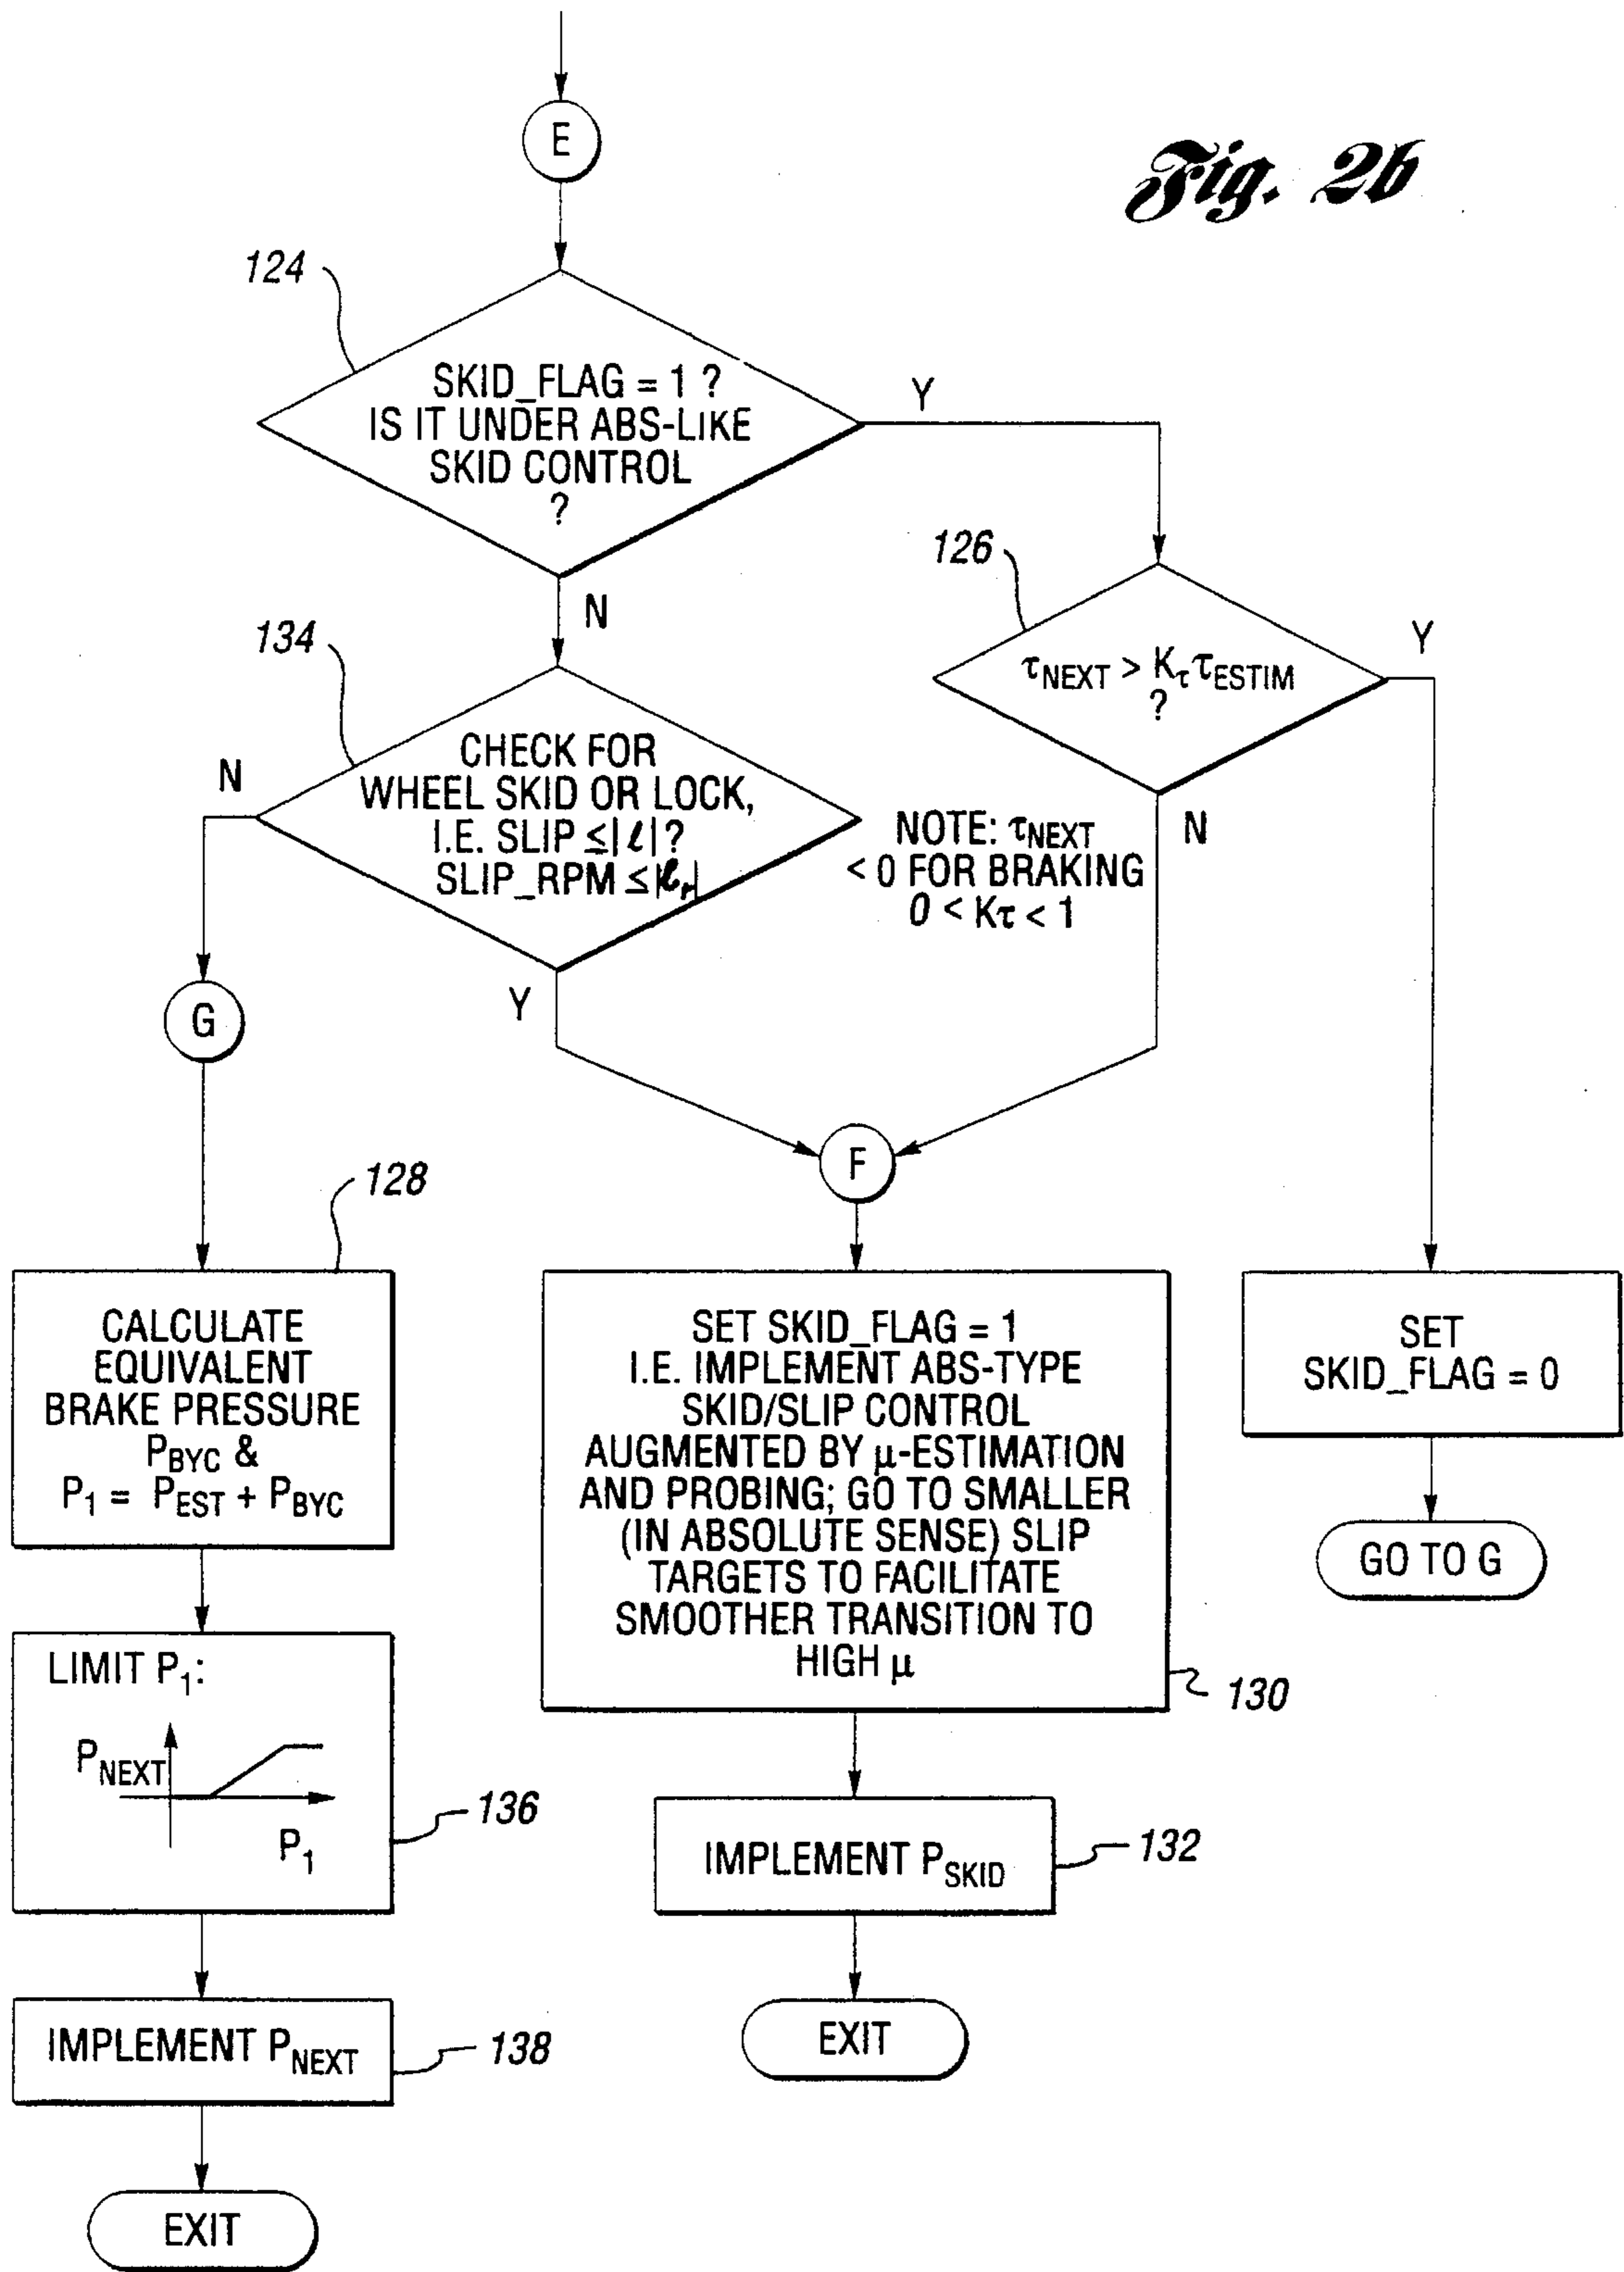 Fig. 2b
E
124
SKID_FLAG = 1 ?
IS IT UNDER ABS-LIKE
SKID CONTROL
?
Y
N
126
τNEXT > Kτ τESTIM
?
Y
N
134
CHECK FOR
WHEEL SKID OR LOCK,
I.E. SLIP ≤|ℓ| ?
SLIP_RPM ≤|ℓr|
N
Y
NOTE: τNEXT
< 0 FOR BRAKING
0 < Kτ < 1
G
F
128
CALCULATE
EQUIVALENT
BRAKE PRESSURE
PBYC &
P1 = PEST + PBYC
SET SKID_FLAG = 1
I.E. IMPLEMENT ABS-TYPE
SKID/SLIP CONTROL
AUGMENTED BY μ-ESTIMATION
AND PROBING; GO TO SMALLER
(IN ABSOLUTE SENSE) SLIP
TARGETS TO FACILITATE
SMOOTHER TRANSITION TO
HIGH μ
130
SET
SKID_FLAG = 0
GO TO G
LIMIT P1:
PNEXT
P1
136
IMPLEMENT PSKID
132
EXIT
IMPLEMENT PNEXT
138
EXIT